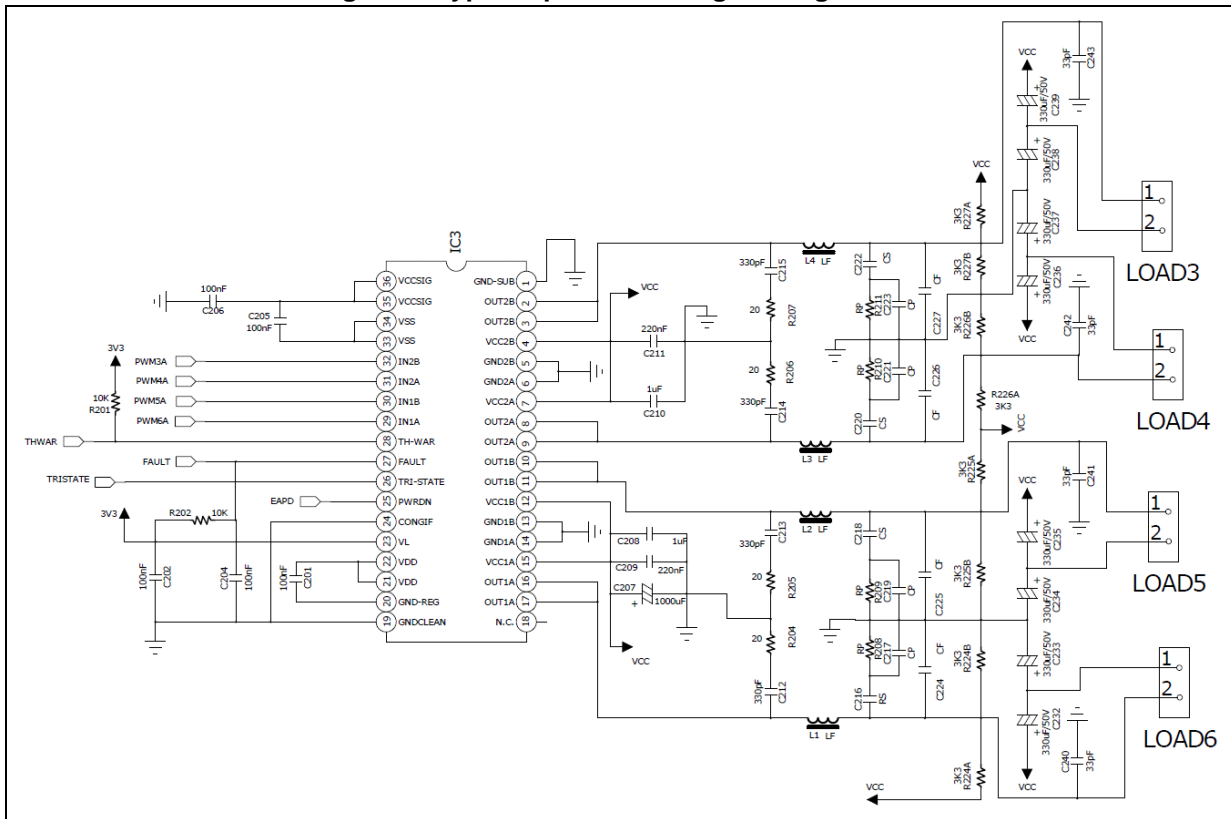 VCC
33pF
C243
330uF/50V
C239
330uF/50V
C238
330uF/50V
C237
330uF/50V
C236
VCC
1
2
LOAD3
C242
33pF
1
2
LOAD4
VCC
3K3
R227A
3K3
R227B
3K3
R226B
R226A
3K3
VCC
3K3
R225A
3K3
R225B
3K3
R224B
3K3
R224A
VCC
IC3
36 VCCSIG
35 VCCSIG
34 VSS
33 VSS
32 IN2B
31 IN2A
30 IN1B
29 IN1A
28 TH-WAR
27 FAULT
26 TRI-STATE
25 PWRDN
24 CONGIF
23 VL
22 VDD
21 VDD
20 GND-REG
19 GNDCLEAN
GND-SUB 1
OUT2B 2
OUT2B 3
VCC2B 4
GND2B 5
GND2A 6
VCC2A 7
OUT2A 8
OUT2A 9
OUT1B 10
OUT1B 11
VCC1B 12
GND1B 13
GND1A 14
VCC1A 15
OUT1A 16
OUT1A 17
N.C. 18
100nF
C206
C205
100nF
3V3
PWM3A
PWM4A
PWM5A
PWM6A
10K
R201
THWAR
FAULT
TRISTATE
EAPD
R202
10K
3V3
100nF
C202
C204
100nF
100nF
C201
VCC
220nF
C211
1uF
C210
C208
1uF
C209
220nF
C207
+
1000uF
VCC
330pF
C215
20
R207
20
R206
330pF
C214
L4 LF
L3 LF
C222
CS
RP
R211
C223
CP
CF
C227
RP
R210
C221
CP
C226
CF
C220
CS
330pF
C213
20
R205
20
R204
330pF
C212
L2 LF
L1 LF
C218
CS
RP
R209
C219
CP
CF
C225
RP
R208
C217
CP
CF
C224
C216
RS
33pF
C241
VCC
330uF/50V
C235
330uF/50V
C234
330uF/50V
C233
330uF/50V
C232
VCC
1
2
LOAD5
C240
33pF
1
2
LOAD6